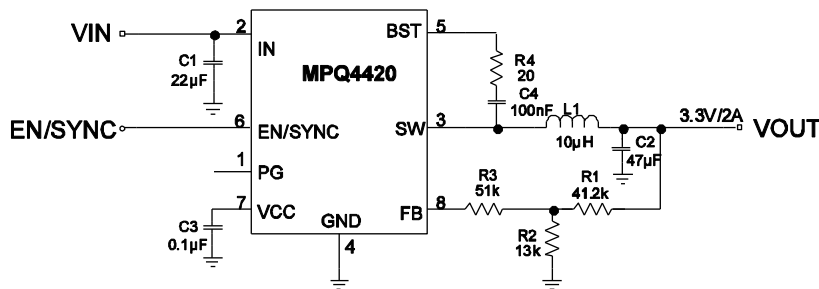 VIN
2
IN
C1
22µF
MPQ4420
BST
5
R4
20
C4
100nF
EN/SYNC
6
EN/SYNC
SW
3
L1
10µH
3.3V/2A
VOUT
C2
47µF
1
PG
7
VCC
C3
0.1µF
GND
4
FB
8
R3
51k
R1
41.2k
R2
13k